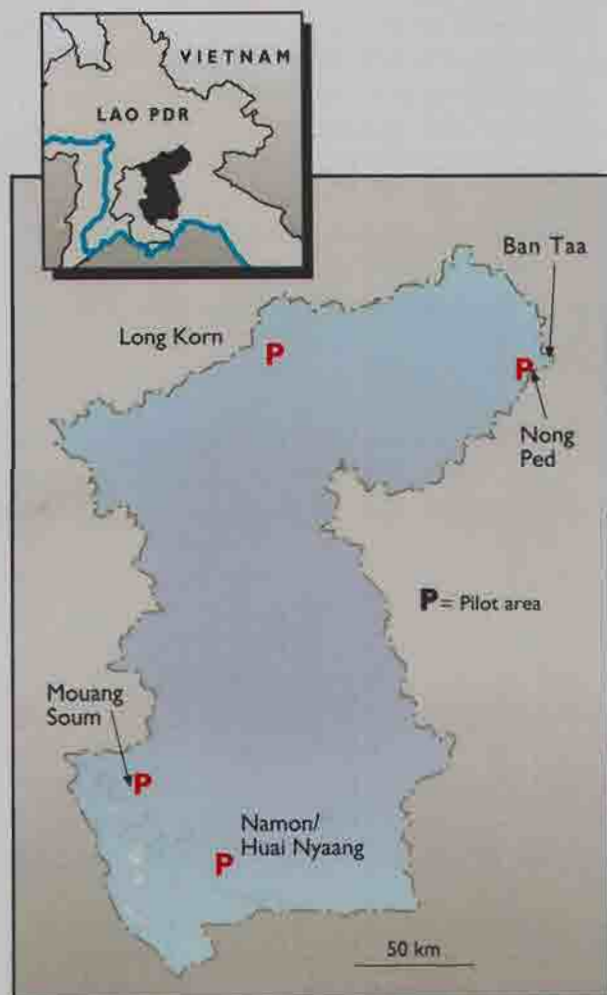 VIETNAM
LAO PDR
Ban Taa
Long Korn
P
P
Nong
Ped
P= Pilot area
Mouang
Soum
P
Namon/
Huai Nyaang
P
50 km